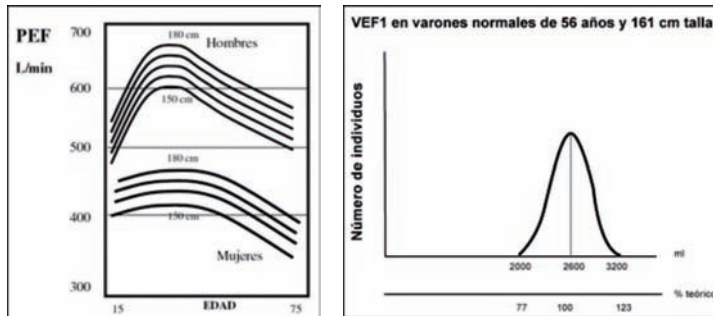 PEF
L/min
700
600
500
400
300
180 cm
Hombres
150 cm
180 cm
150 cm
Mujeres
15
EDAD
75
VEF1 en varones normales de 56 años y 161 cm talla
Número de individuos
2000
2600
3200
ml
% teórico
77
100
123